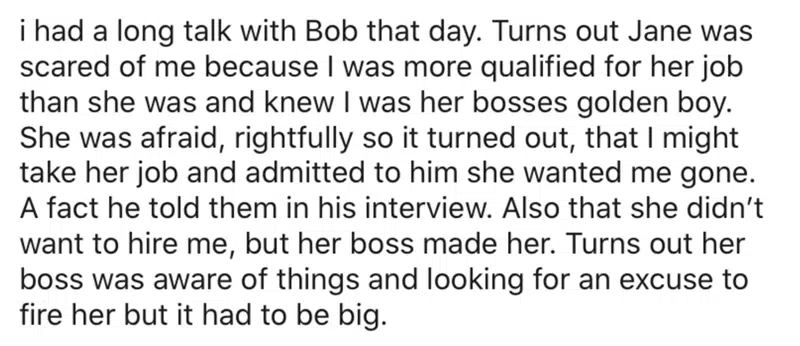 i had a long talk with Bob that day. Turns out Jane was
scared of me because I was more qualified for her job
than she was and knew I was her bosses golden boy.
She was afraid, rightfully so it turned out, that I might
take her job and admitted to him she wanted me gone.
A fact he told them in his interview. Also that she didn’t
want to hire me, but her boss made her. Turns out her
boss was aware of things and looking for an excuse to
fire her but it had to be big.